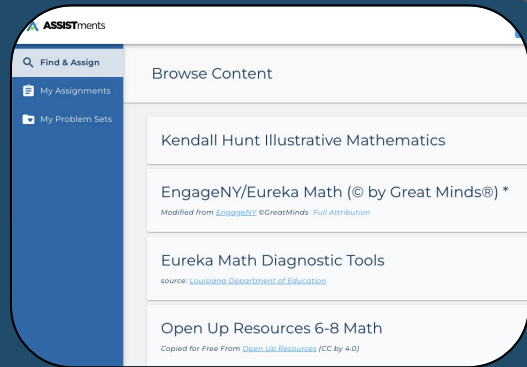 ASSISTments
Find & Assign
My Assignments
My Problem Sets
Browse Content
Kendall Hunt Illustrative Mathematics
EngageNY/Eureka Math (© by Great Minds®) *
Modified from EngageNY ©GreatMinds Full Attribution
Eureka Math Diagnostic Tools
source: Louisiana Department of Education
Open Up Resources 6-8 Math
Copied for Free From Open Up Resources (CC by 4.0)